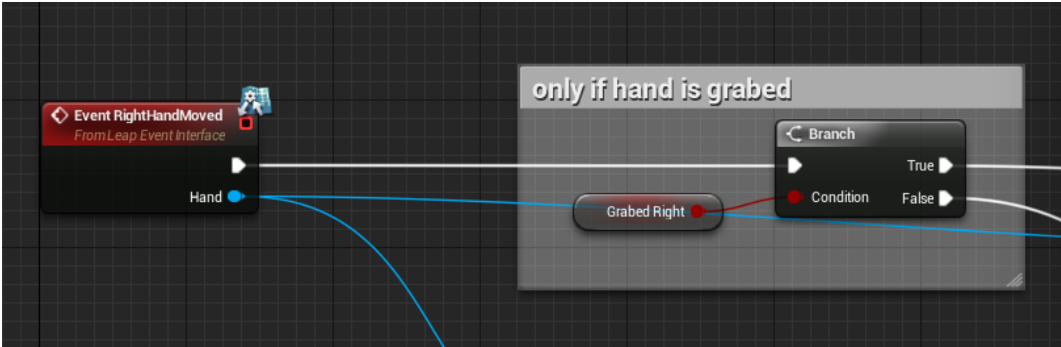 only if hand is grabed
Event RightHandMoved
From Leap Event Interface
Branch
True
Hand
Grabed Right
Condition
False